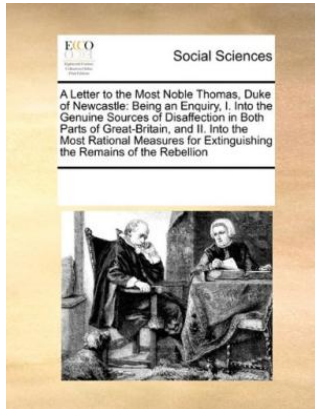 ECCO
Social Sciences
A Letter to the Most Noble Thomas, Duke
of Newcastle: Being an Enquiry, I. Into the
Genuine Sources of Disaffection in Both
Parts of Great-Britain, and II. Into the
Most Rational Measures for Extinguishing
the Remains of the Rebellion